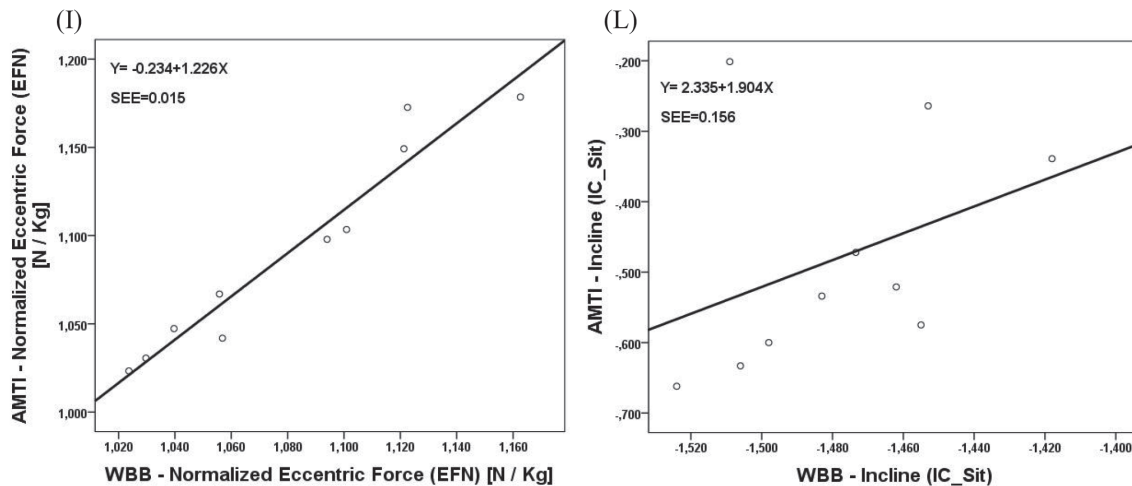 (I)
AMTI - Normalized Eccentric Force (EFN)
[N / Kg]
1,200
1,150
1,100
1,050
1,000
Y= -0.234+1.226X
SEE=0.015
1,020
1,040
1,060
1,080
1,100
1,120
1,140
1,160
WBB - Normalized Eccentric Force (EFN) [N / Kg]
(L)
AMTI - Incline (IC_Sit)
-,200
-,300
-,400
-,500
-,600
-,700
Y= 2.335+1.904X
SEE=0.156
-1,520
-1,500
-1,480
-1,460
-1,440
-1,420
-1,400
WBB - Incline (IC_Sit)